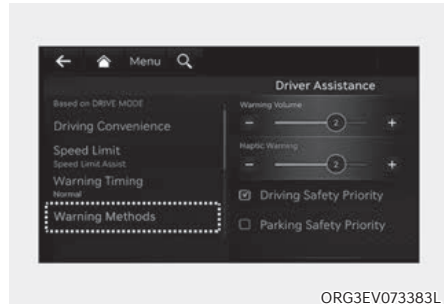 Menu
Driver Assistance
Based on DRIVE MODE
Driving Convenience
Speed Limit
Speed Limit Assist
Warning Timing
Normal
Warning Methods
Warning Volume
- 2 +
Haptic Warning
- 2 +
Driving Safety Priority
Parking Safety Priority
ORG3EV073383L